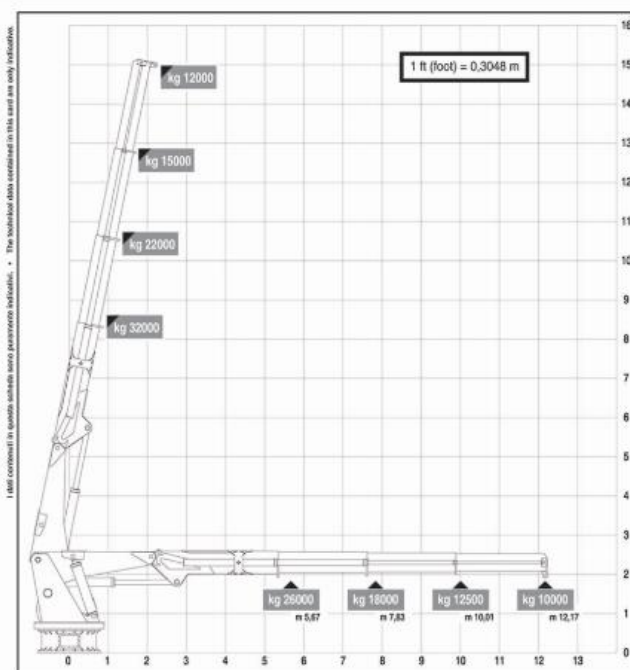 I dati contenuti in questa scheda sono puramente indicativi. • The technical data contained in this card are only indicative.
1 ft (foot) = 0,3048 m
16
15
14
13
12
11
10
9
8
7
6
5
4
3
2
1
0
kg 12000
kg 15000
kg 22000
kg 32000
kg 26000 kg 18000 kg 12500 kg 10000
m 5,67 m 7,83 m 10,01 m 12,17
0 1 2 3 4 5 6 7 8 9 10 11 12 13